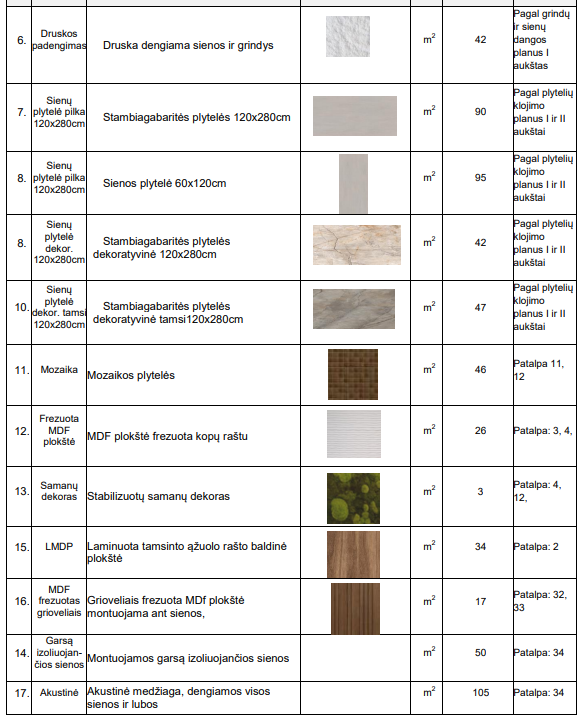 6. Druskos padengimas Druska dengiama sienos ir grindys m2 42 Pagal grindų ir sienų dangos planus I aukštas
7. Sienų plytelė pilka 120x280cm Stambiagabaritės plytelės 120x280cm m2 90 Pagal plytelių klojimo planus I ir II aukštai
8. Sienų plytelė pilka 120x280cm Sienos plytelė 60x120cm m2 95 Pagal plytelių klojimo planus I ir II aukštai
8. Sienų plytelė dekor. 120x280cm Stambiagabaritės plytelės dekoratyvinė 120x280cm m2 42 Pagal plytelių klojimo planus I ir II aukštai
10. Sienų plytelė dekor. tamsi 120x280cm Stambiagabaritės plytelės dekoratyvinė tamsi120x280cm m2 47 Pagal plytelių klojimo planus I ir II aukštai
11. Mozaika Mozaikos plytelės m2 46 Patalpa 11, 12
12. Frezuota MDF plokštė MDF plokštė frezuota kopų raštu m2 26 Patalpa: 3, 4,
13. Samanų dekoras Stabilizuotų samanų dekoras m2 3 Patalpa: 4, 12,
15. LMDP Laminuota tamsinto ąžuolo rašto baldinė plokštė m2 34 Patalpa: 2
16. MDF frezuotas grioveliais Grioveliais frezuota MDf plokštė montuojama ant sienos, m2 17 Patalpa: 32, 33
14. Garsą izoliuojan- čios sienos Montuojamos garsą izoliuojančios sienos m2 50 Patalpa: 34
17. Akustinė Akustinė medžiaga, dengiamos visos sienos ir lubos m2 105 Patalpa: 34